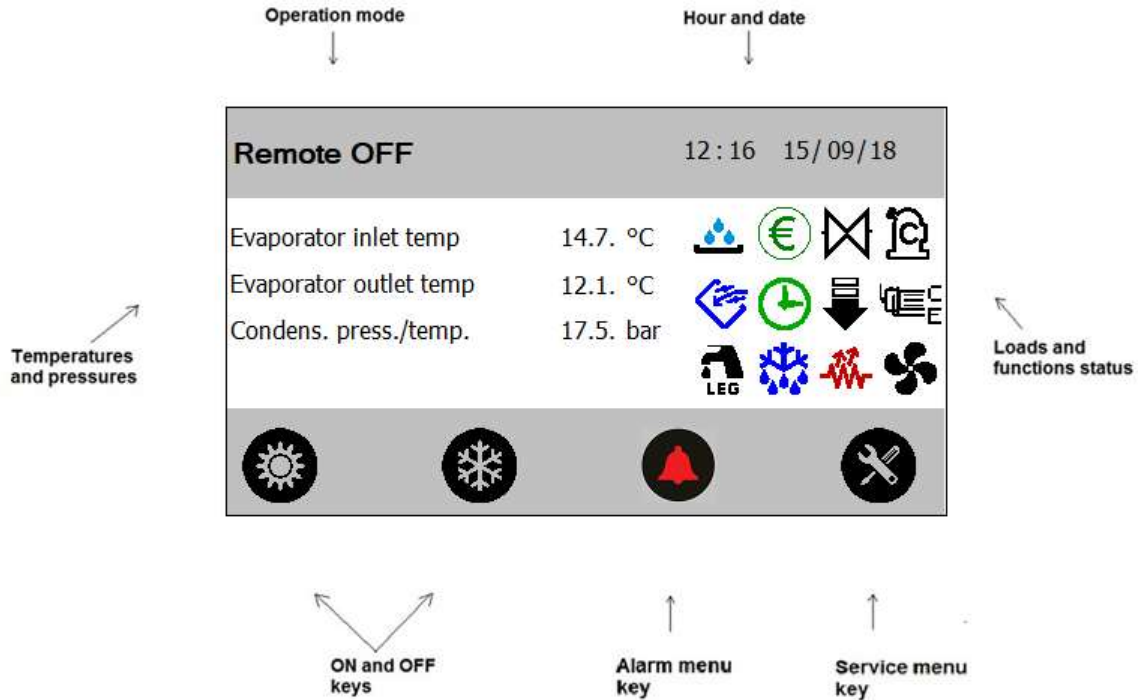 Operation mode
Hour and date
Remote OFF
12:16 15/09/18
Evaporator inlet temp 14.7. °C
Evaporator outlet temp 12.1. °C
Condens. press./temp. 17.5. bar
€
C
C
E
LEG
Temperatures
and pressures
Loads and
functions status
ON and OFF
keys
Alarm menu
key
Service menu
key